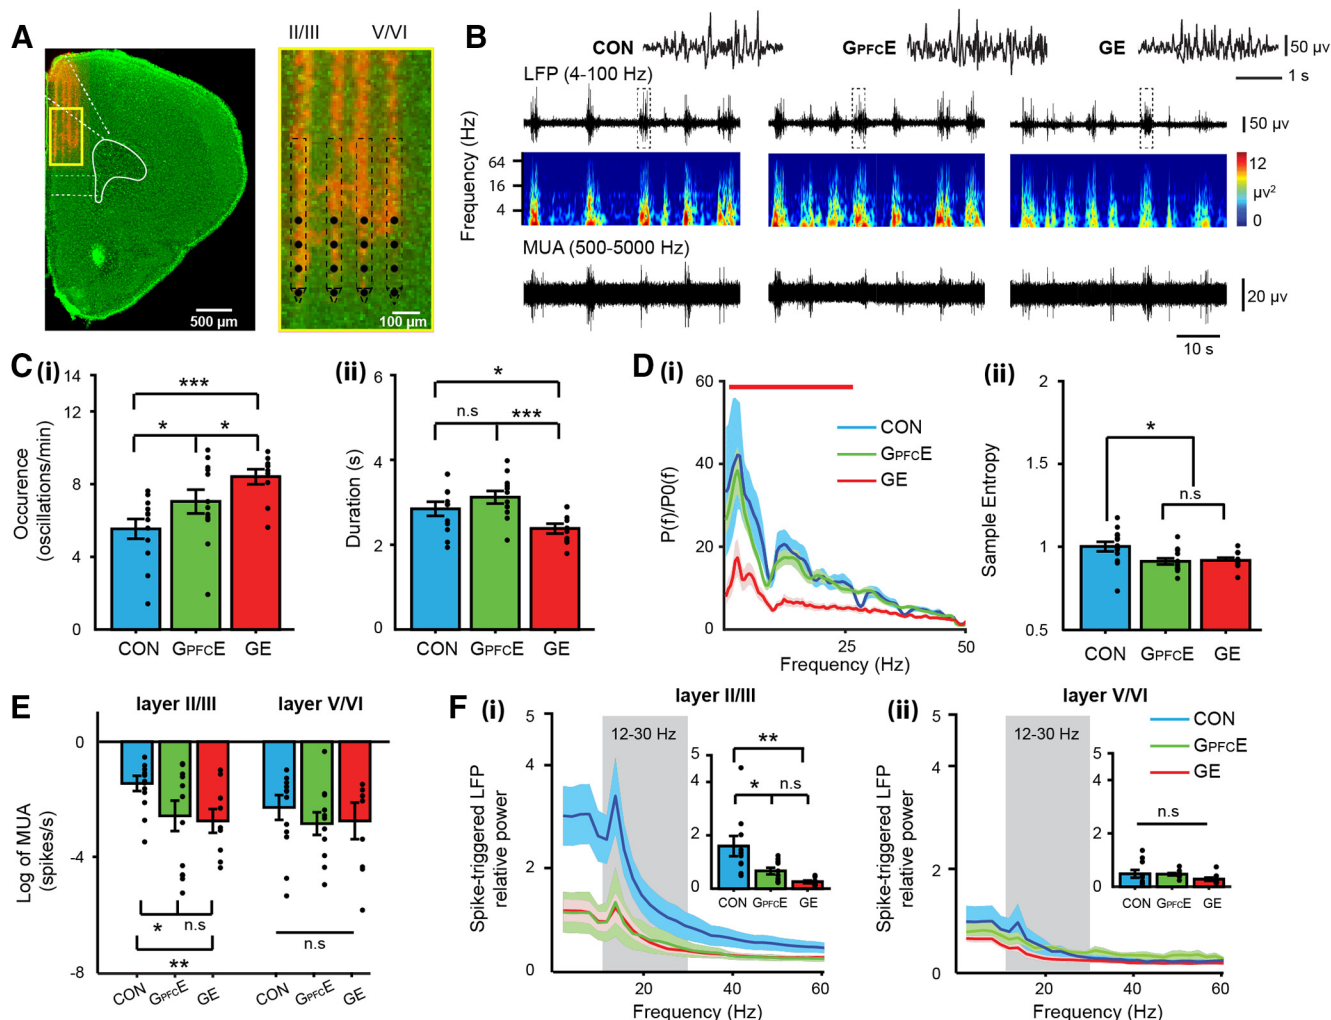 A
II/III V/VI
500 µm
100 µm
B
CON GPFCE GE 50 µv
1 s
LFP (4-100 Hz)
50 µv
Frequency (Hz)
64
16
4
12
µv²
0
MUA (500-5000 Hz)
20 µv
10 s
C (i)
Occurence
(oscillations/min)
14
12
8
4
0
***
* *
CON GPFCE GE
(ii)
Duration (s)
6
4
2
0
*
n.s ***
CON GPFCE GE
D (i)
P(f)/P0(f)
60
40
20
0
25 50
Frequency (Hz)
CON
GPFCE
GE
(ii)
Sample Entropy
2
1.5
1
0.5
*
n.s
CON GPFCE GE
E
layer II/III layer V/VI
Log of MUA
(spikes/s)
0
-4
-8
* n.s
**
n.s
CON GPFCE GE CON GPFCE GE
F (i)
layer II/III
Spike-triggered LFP
relative power
5
4
2
0
12-30 Hz
20 40 60
Frequency (Hz)
5
4
2
0
**
* n.s
CON GPFCE GE
(ii)
layer V/VI
Spike-triggered LFP
relative power
5
4
2
0
12-30 Hz
20 40 60
Frequency (Hz)
CON
GPFCE
GE
5
4
2
0
n.s
CON GPFCE GE